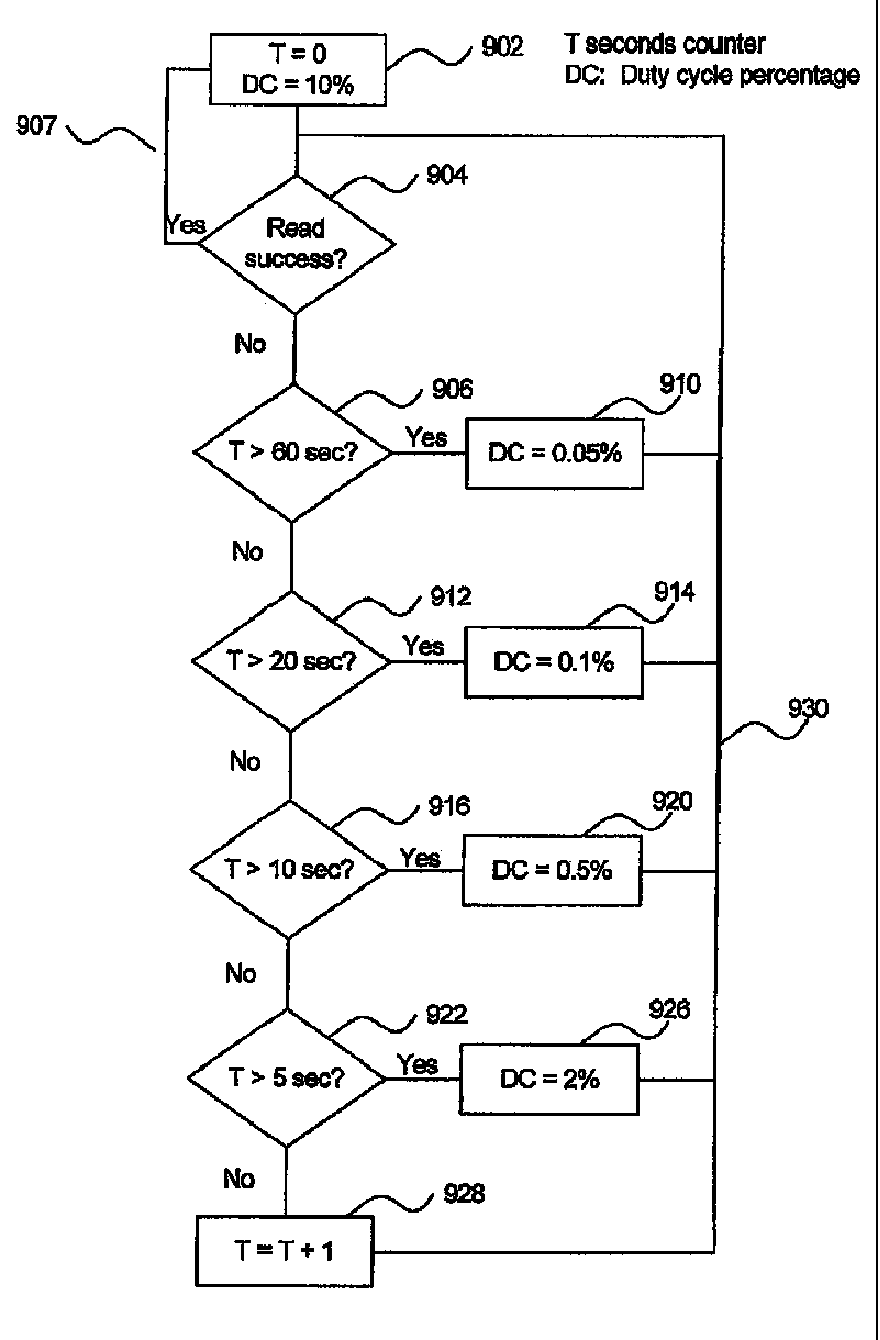 T = 0
DC = 10%
902
T seconds counter
DC: Duty cycle percentage
907
904
Yes
Read
success?
No
906
910
T > 60 sec?
Yes
DC = 0.05%
No
912
914
T > 20 sec?
Yes
DC = 0.1%
930
No
916
920
T > 10 sec?
Yes
DC = 0.5%
No
922
926
T > 5 sec?
Yes
DC = 2%
No
928
T = T + 1